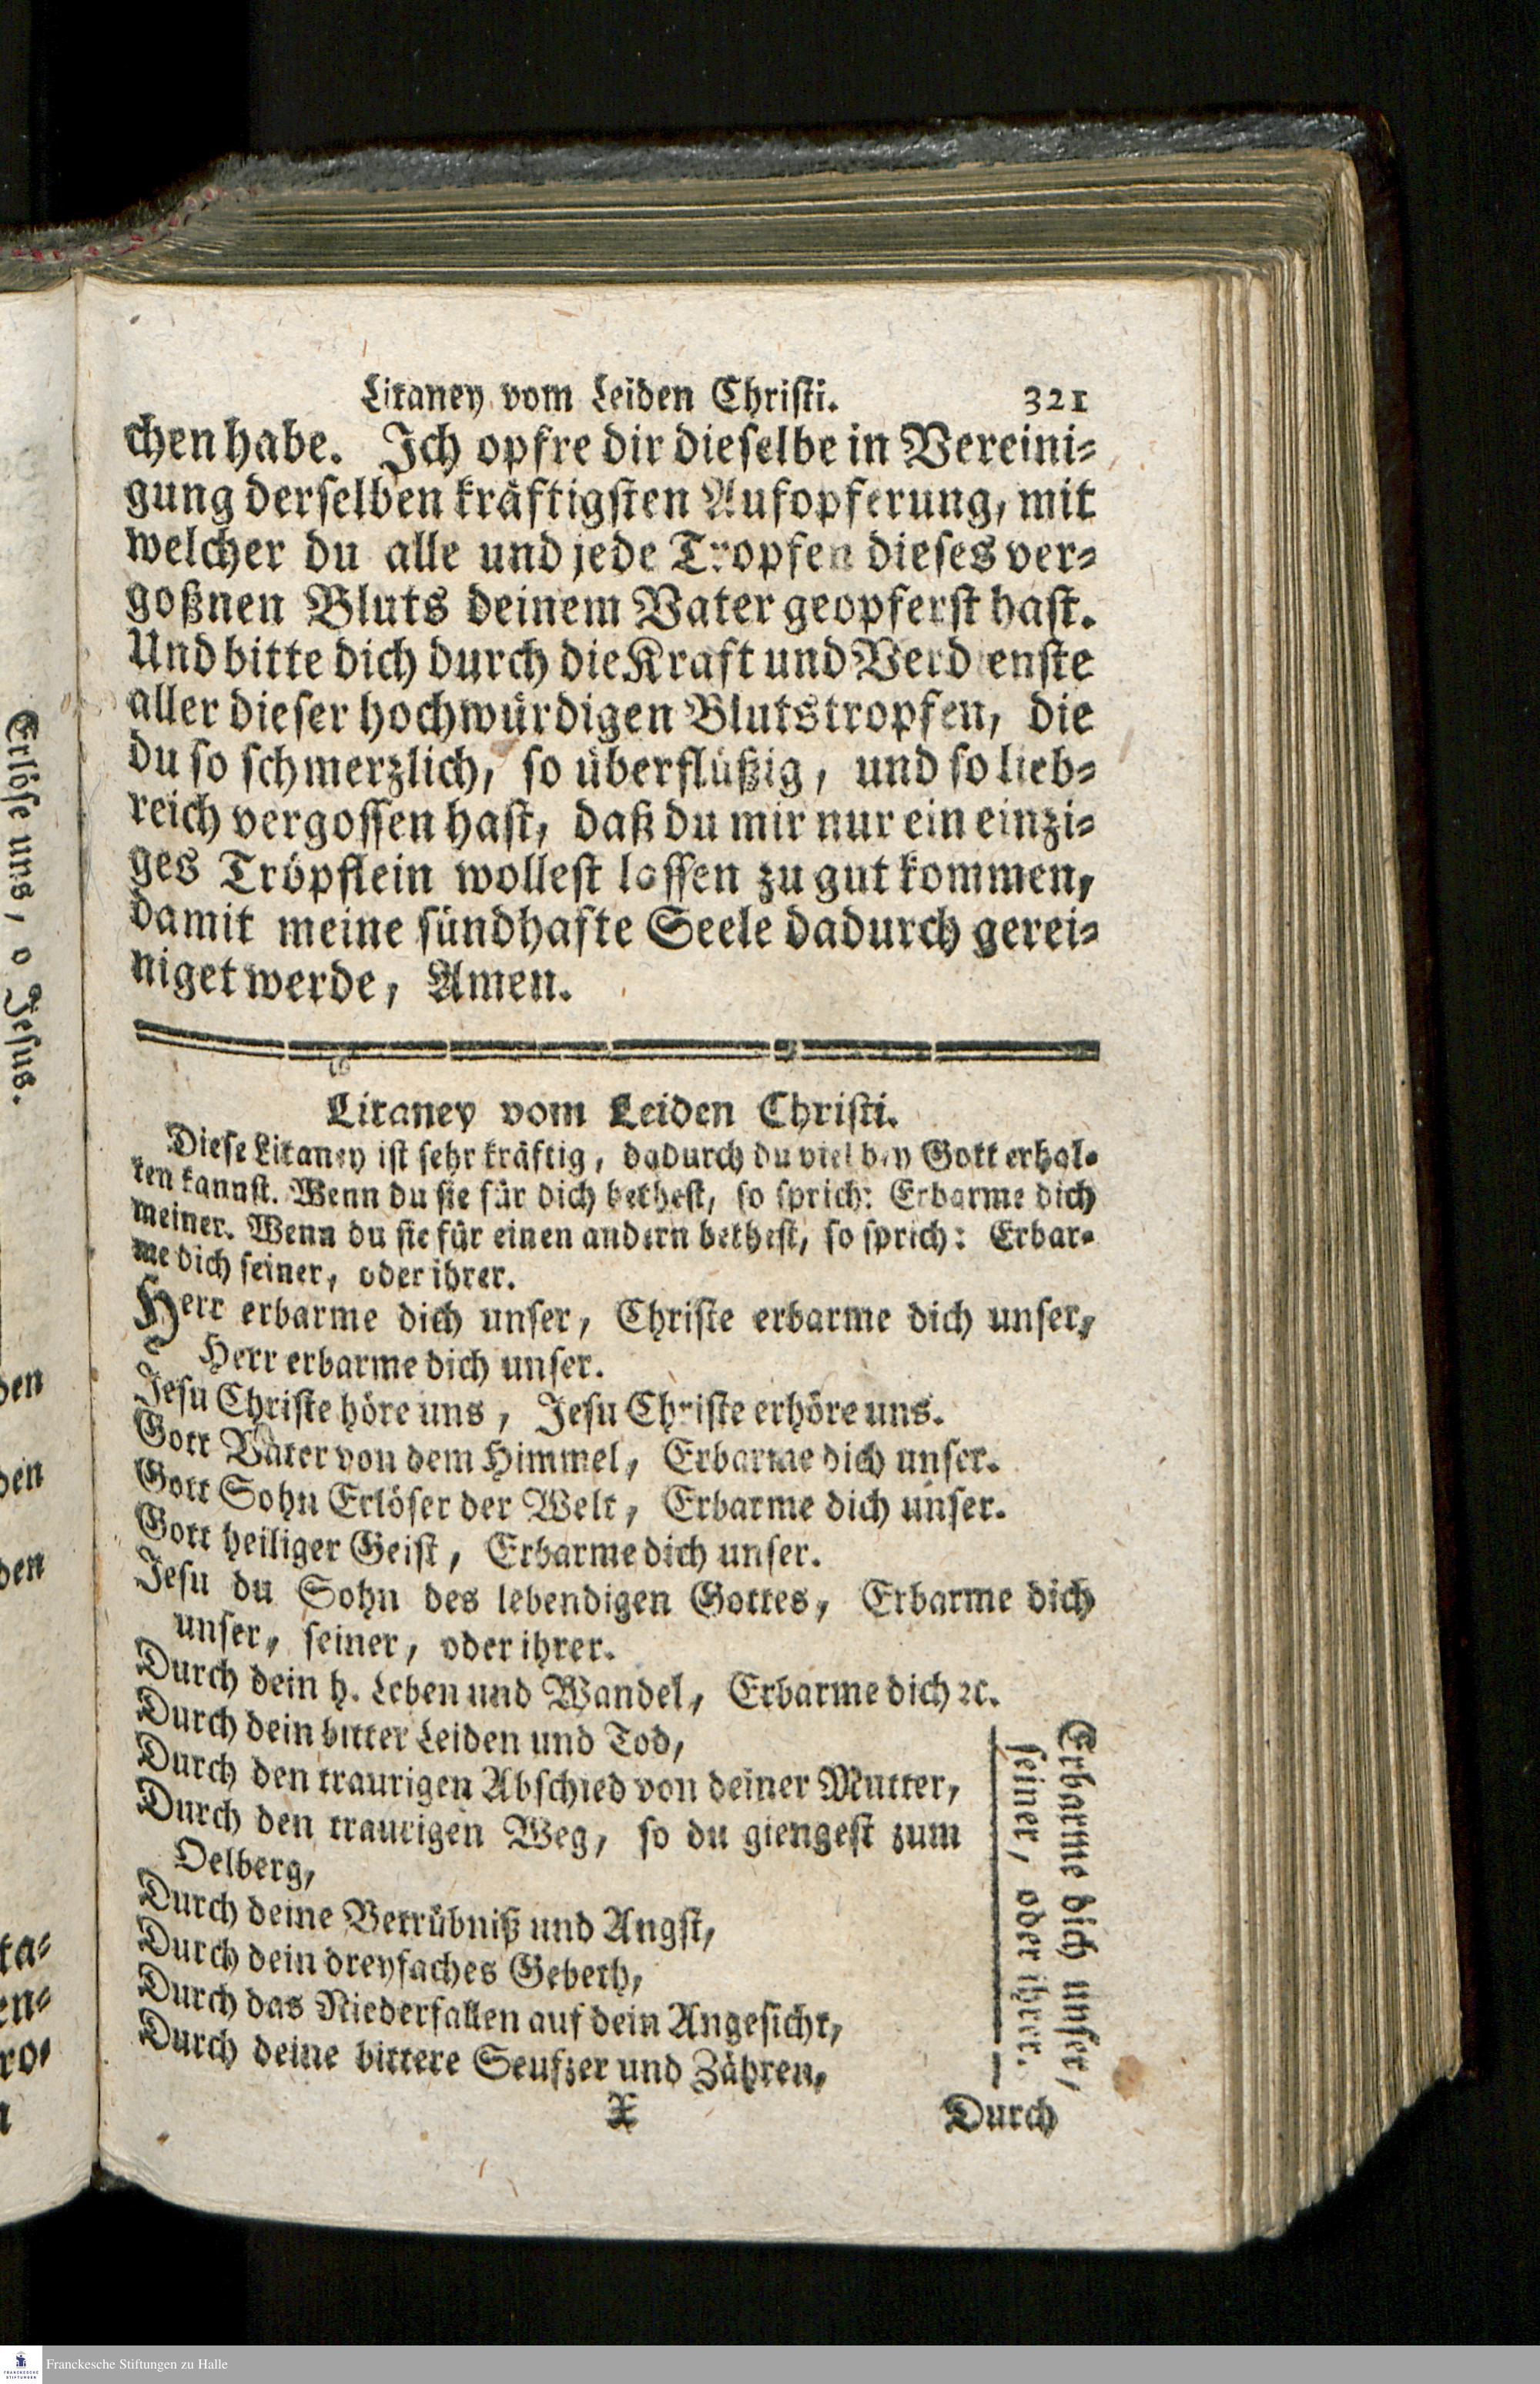 Litaney vom Leiden Christi. 321
chen habe. Ich opfre dir dieselbe in Vereini-
gung derselben kräftigsten Aufopferung, mit
welcher du alle und jede Tropfen dieses ver-
goßnen Bluts deinem Vater geopferst hast.
Und bitte dich durch die Kraft und Verdienste
aller dieser hochwürdigen Blutstropfen, die
du so schmerzlich, so überflüßig, und so lieb-
reich vergossen hast, daß du mir nur ein einzi-
ges Tröpflein wollest lassen zu gut kommen,
damit meine sündhafte Seele dadurch gerei-
niget werde, Amen.
Litaney vom Leiden Christi.
Diese Litaney ist sehr kräftig, dadurch du viel bey Gott erhal-
ten kannst. Wenn du sie für dich bethest, so sprich: Erbarme dich
meiner. Wenn du sie für einen andern bethest, so sprich: Erbar-
me dich seiner, oder ihrer.
Herr erbarme dich unser, Christe erbarme dich unser,
Herr erbarme dich unser.
Jesu Christe höre uns, Jesu Christe erhöre uns.
Gott Vater von dem Himmel, Erbarme dich unser.
Gott Sohn Erlöser der Welt, Erbarme dich unser.
Gott heiliger Geist, Erbarme dich unser.
Jesu du Sohn des lebendigen Gottes, Erbarme dich
unser, seiner, oder ihrer.
Durch dein h. Leben und Wandel, Erbarme dich ꝛc.
Durch dein bitter Leiden und Tod,
Durch den traurigen Abschied von deiner Mutter,
Durch den traurigen Weg, so du giengest zum
Oelberg,
Durch deine Betrübniß und Angst,
Durch dein dreyfaches Gebeth,
Durch das Niederfallen auf dein Angesicht,
Durch deine bittere Seufzer und Zähren,
Erbarme dich unser,
seiner, oder ihrer.
X Durch
Erlöse uns, o Jesus.
den
den
den
ta-
en-
ro-
Franckesche Stiftungen zu Halle